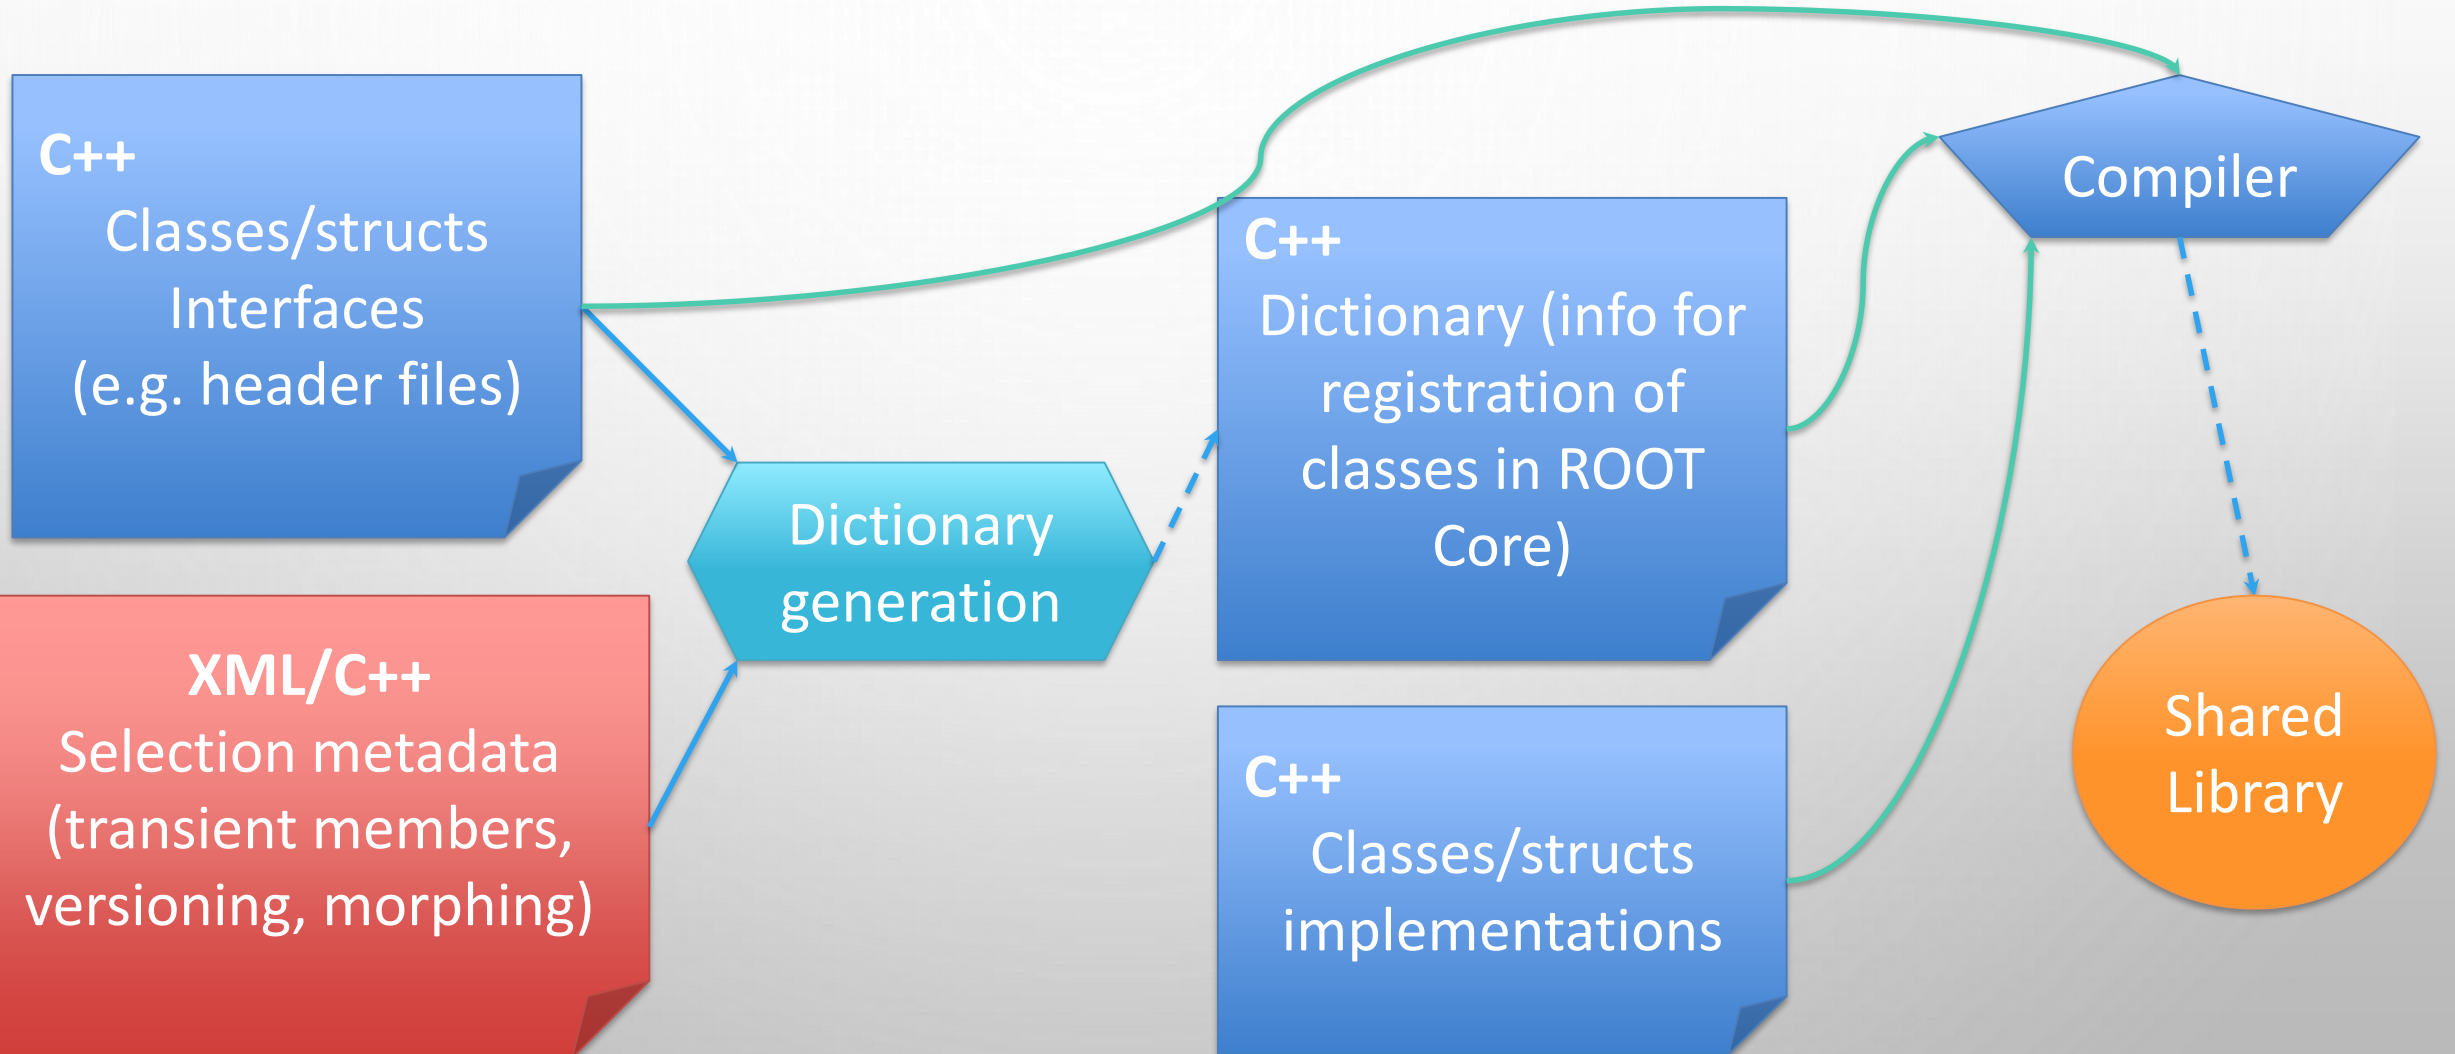 C++
Classes/structs
Interfaces
(e.g. header files)
XML/C++
Selection metadada
(transient members,
versioning, morphing)
Dictionary
generation
C++
Dictionary (info for
registration of
classes in ROOT
Core)
C++
Classes/structs
implementations
Compiler
Shared
Library